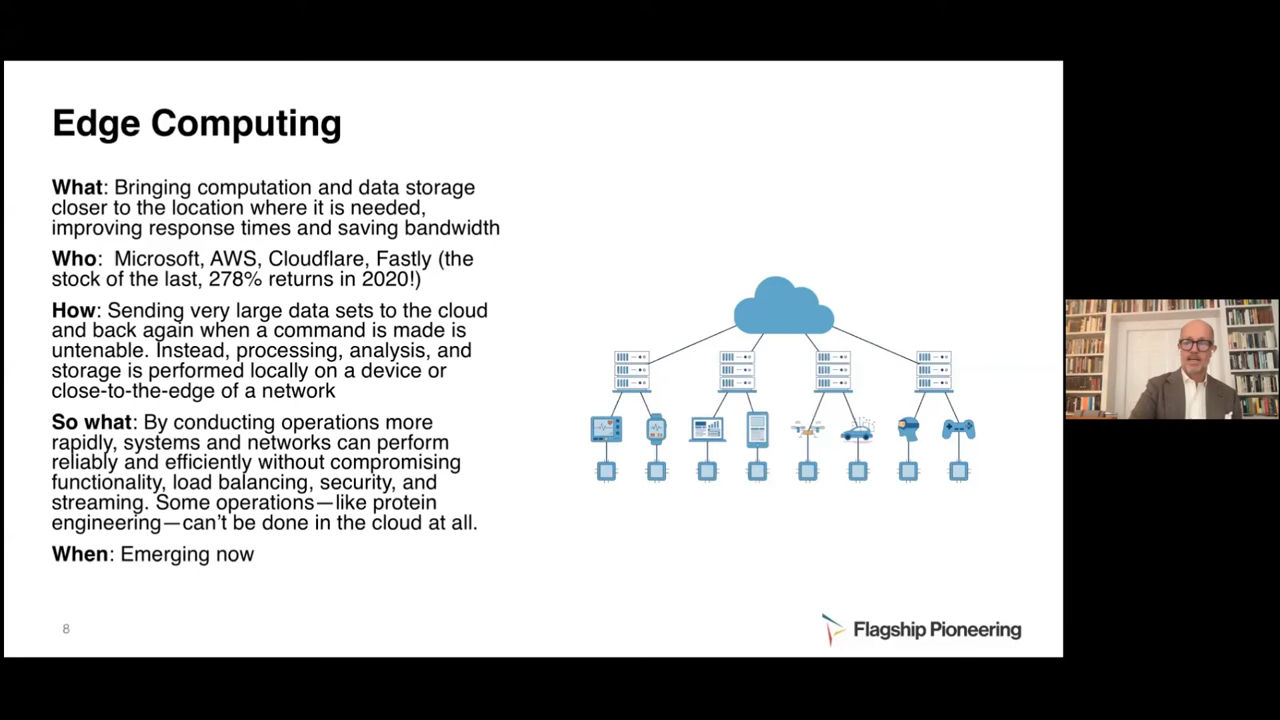 Edge Computing
What: Bringing computation and data storage
closer to the location where it is needed,
improving response times and saving bandwidth
Who:  Microsoft, AWS, Cloudflare, Fastly (the
stock of the last, 278% returns in 2020!)
How: Sending very large data sets to the cloud
and back again when a command is made is
untenable. Instead, processing, analysis, and
storage is performed locally on a device or
close-to-the-edge of a network
So what: By conducting operations more
rapidly, systems and networks can perform
reliably and efficiently without compromising
functionality, load balancing, security, and
streaming. Some operations—like protein
engineering—can’t be done in the cloud at all.
When: Emerging now
8
Flagship Pioneering